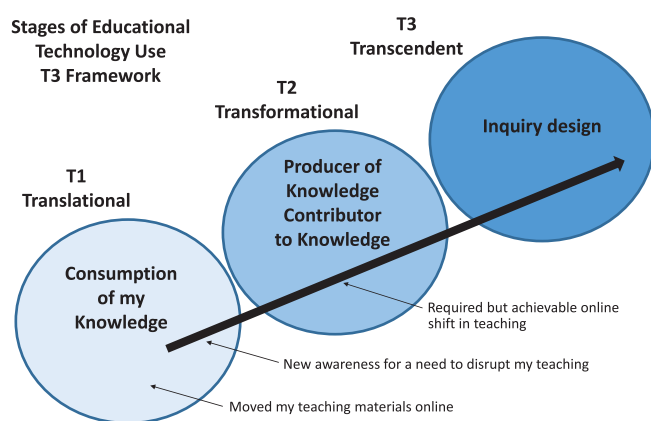 Stages of Educational
Technology Use
T3 Framework
T3
Transcendent
Inquiry design
T2
Transformational
Producer of
Knowledge
Contributor
to Knowledge
T1
Translational
Consumption
of my
Knowledge
Required but achievable online
shift in teaching
New awareness for a need to disrupt my teaching
Moved my teaching materials online